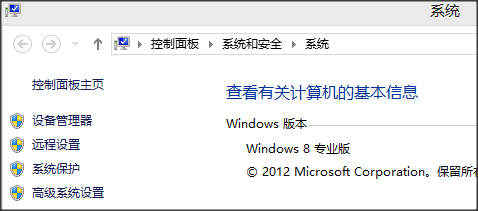 系统
控制面板 系统和安全 系统
控制面板主页
设备管理器
远程设置
系统保护
高级系统设置
查看有关计算机的基本信息
Windows 版本
Windows 8 专业版
© 2012 Microsoft Corporation。保留所